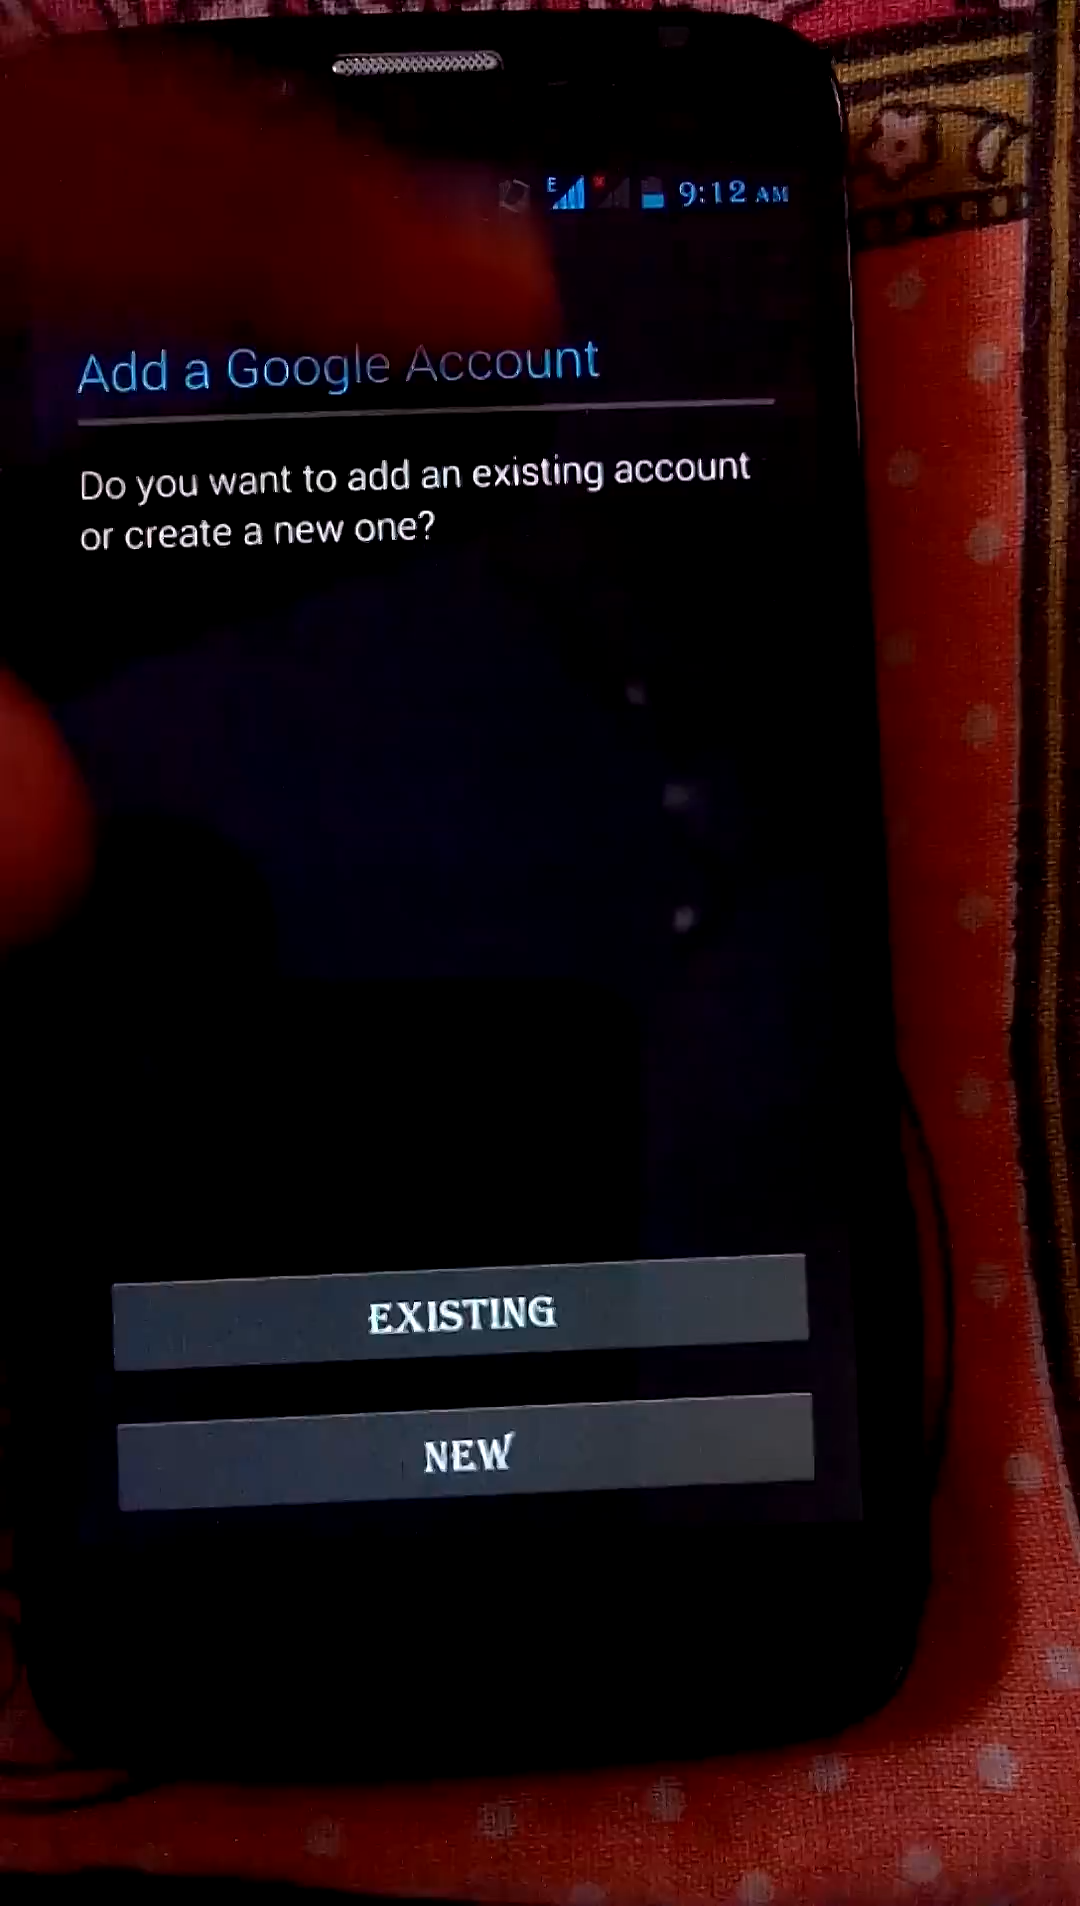 E 9:12 AM
Add a Google Account
Do you want to add an existing account
or create a new one?
EXISTING
NEW